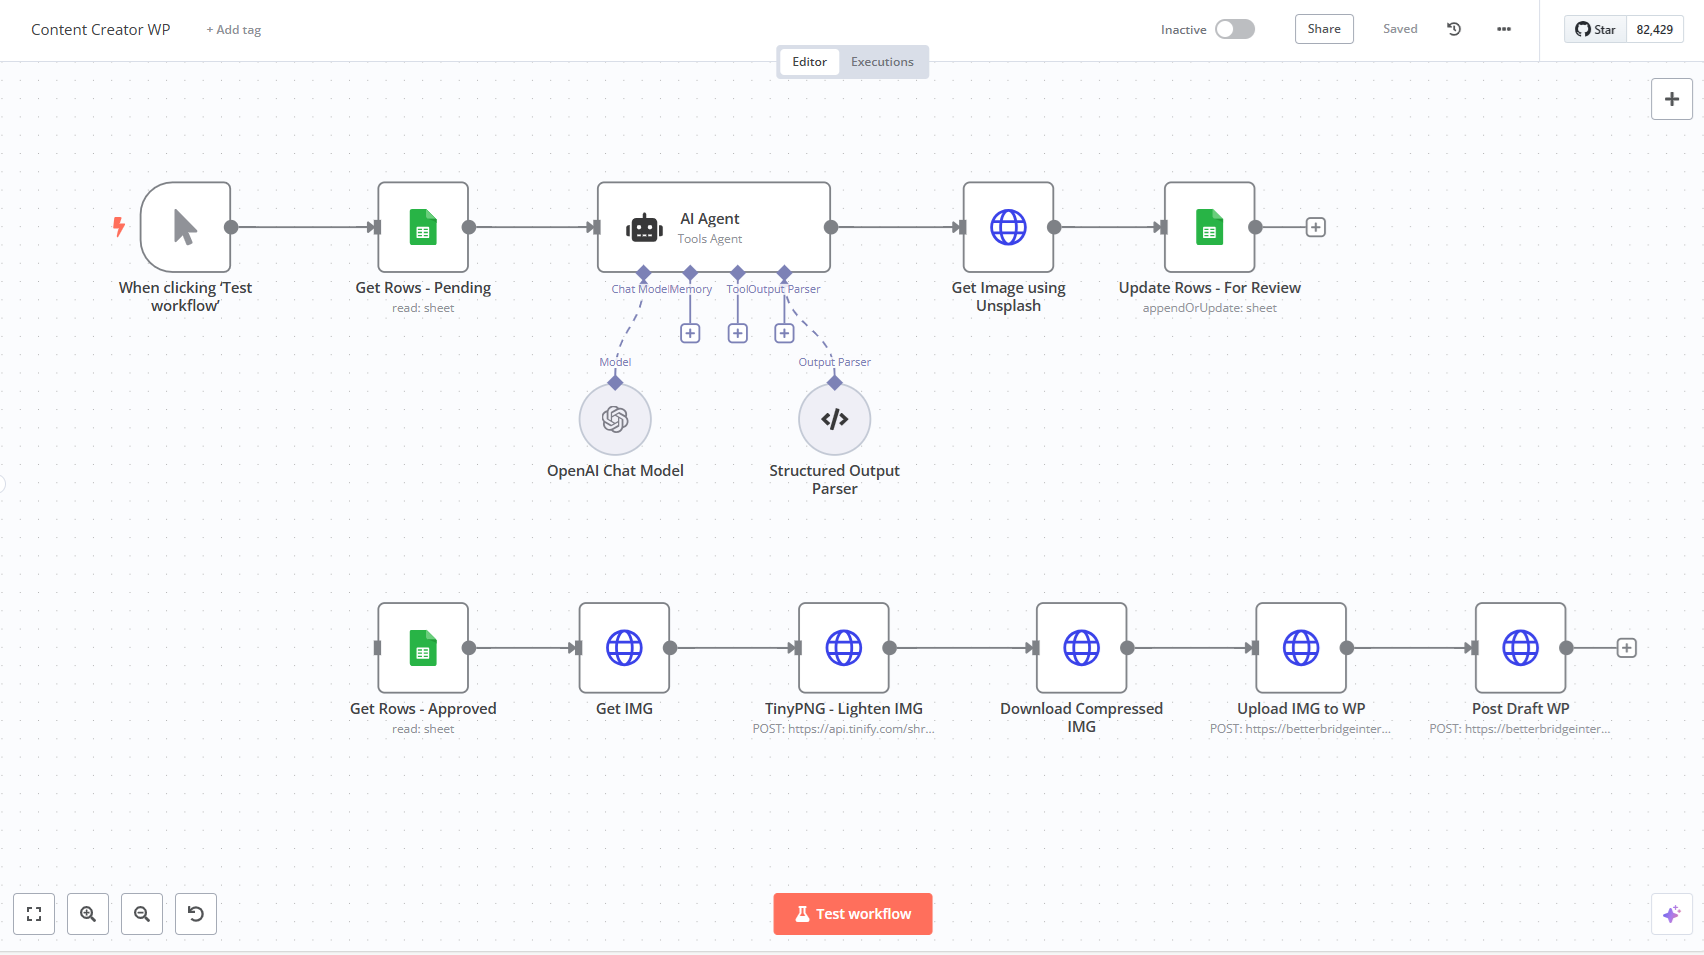 Content Creator WP
+ Add tag
Inactive
Share
Saved
Star
82,429
Editor
Executions
When clicking ‘Test
workflow’
Get Rows - Pending
read: sheet
AI Agent
Tools Agent
Chat Model
Memory
Tool
Output Parser
Get Image using
Unsplash
Update Rows - For Review
appendOrUpdate: sheet
Model
Output Parser
OpenAI Chat Model
Structured Output
Parser
Get Rows - Approved
read: sheet
Get IMG
TinyPNG - Lighten IMG
POST: https://api.tinify.com/shr...
Download Compressed
IMG
Upload IMG to WP
POST: https://betterbridgeinter...
Post Draft WP
POST: https://betterbridgeinter...
Test workflow